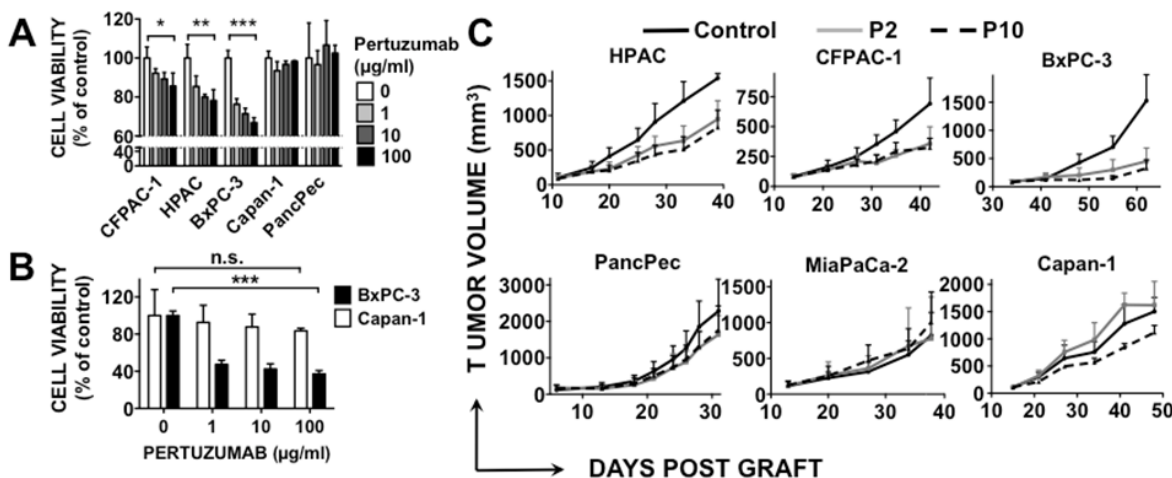 A
CELL VIABILITY
(% of control)
120
100
80
60
40
0
*
**
***
Pertuzumab
(µg/ml)
0
1
10
100
CFPAC-1
HPAC
BxPC-3
Capan-1
PancPec
B
CELL VIABILITY
(% of control)
120
80
40
0
n.s.
***
BxPC-3
Capan-1
0 1 10 100
PERTUZUMAB (µg/ml)
C
Control P2 P10
TUMOR VOLUME (mm³)
HPAC
1500
1000
500
0
10 20 30 40
CFPAC-1
750
500
250
0
10 20 30 40
BxPC-3
1500
1000
500
0
30 40 50 60
PancPec
3000
2000
1000
0
10 20 30
MiaPaCa-2
1500
1000
500
0
10 20 30 40
Capan-1
2000
1500
1000
500
0
10 20 30 40 50
DAYS POST GRAFT